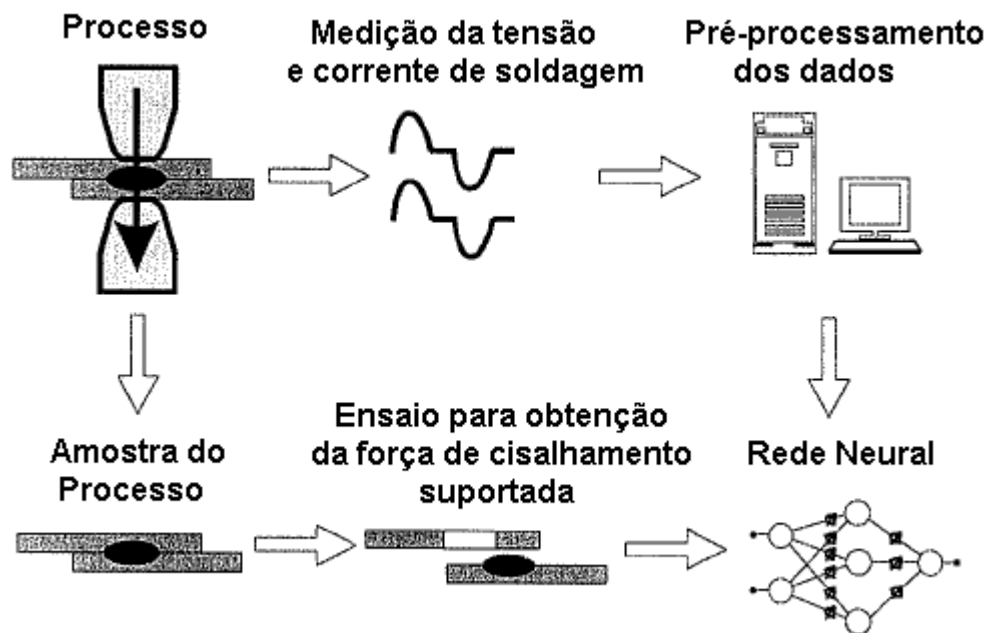 Processo
Medição da tensão
e corrente de soldagem
Pré-processamento
dos dados
Amostra do
Processo
Ensaio para obtenção
da força de cisalhamento
suportada
Rede Neural